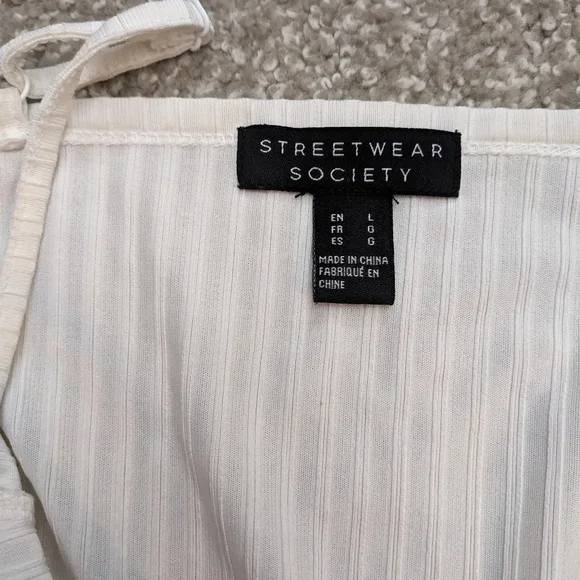 STREETWEAR
SOCIETY
EN L
FR G
ES G
MADE IN CHINA
FABRIQUÉ EN
CHINE